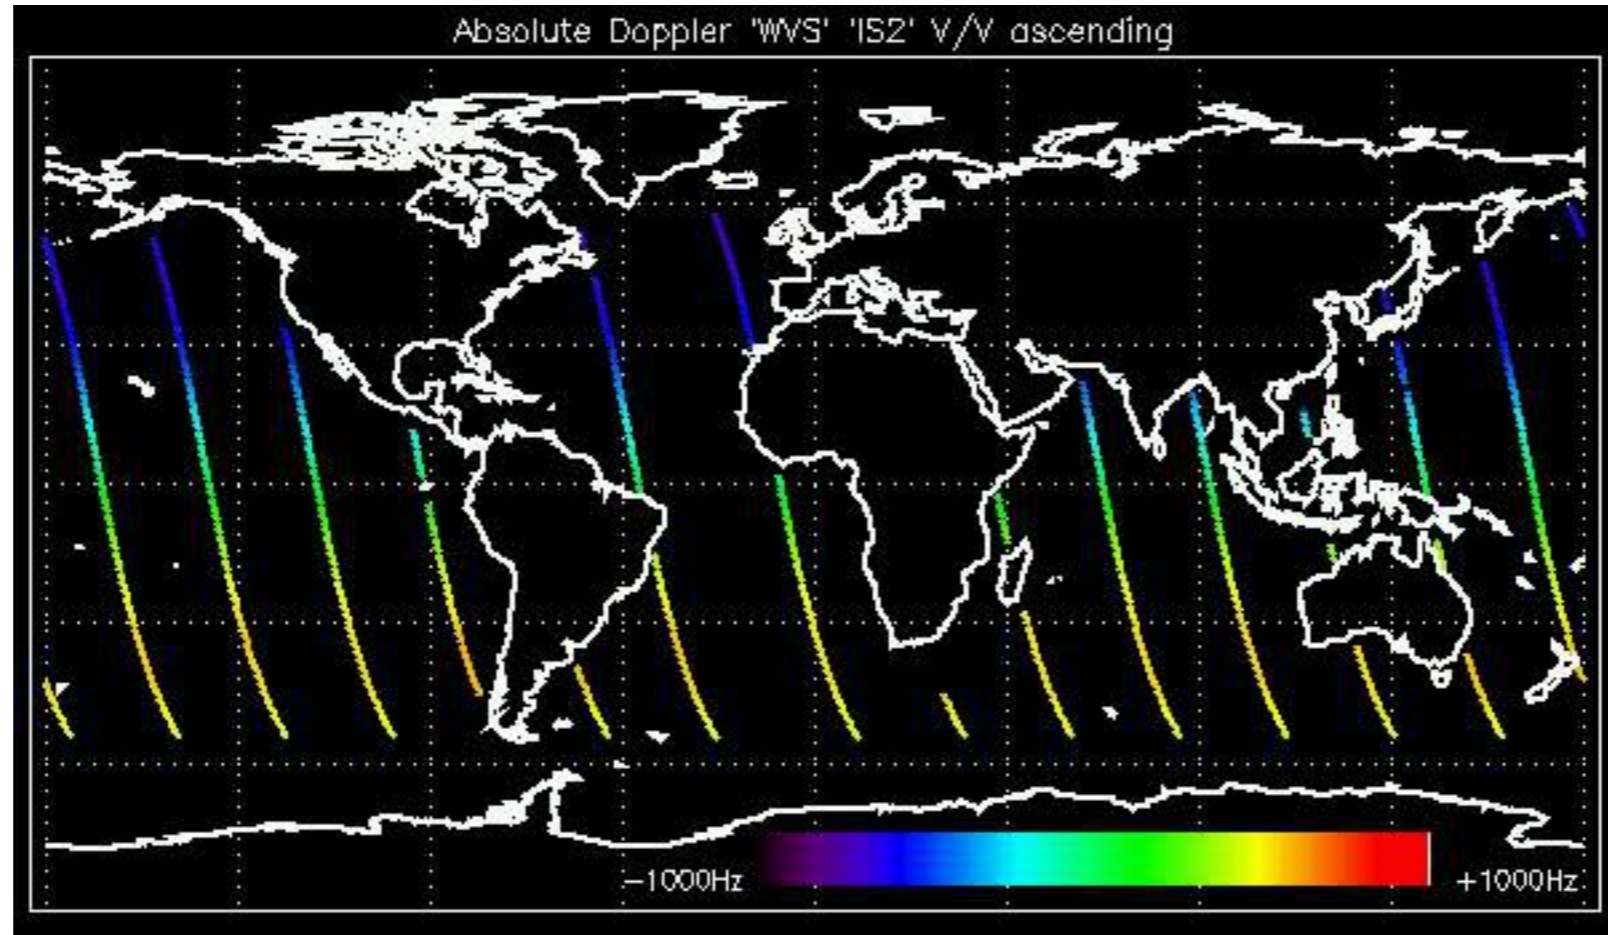 Absolute Doppler 'WVS' 'IS2' V/V ascending
−1000Hz
+1000Hz